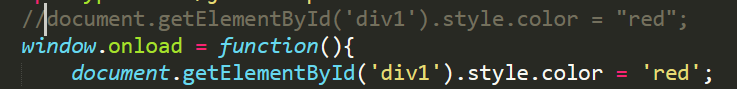 //document.getElementById('div1').style.color = "red";
window.onload = function(){
    document.getElementById('div1').style.color = 'red';